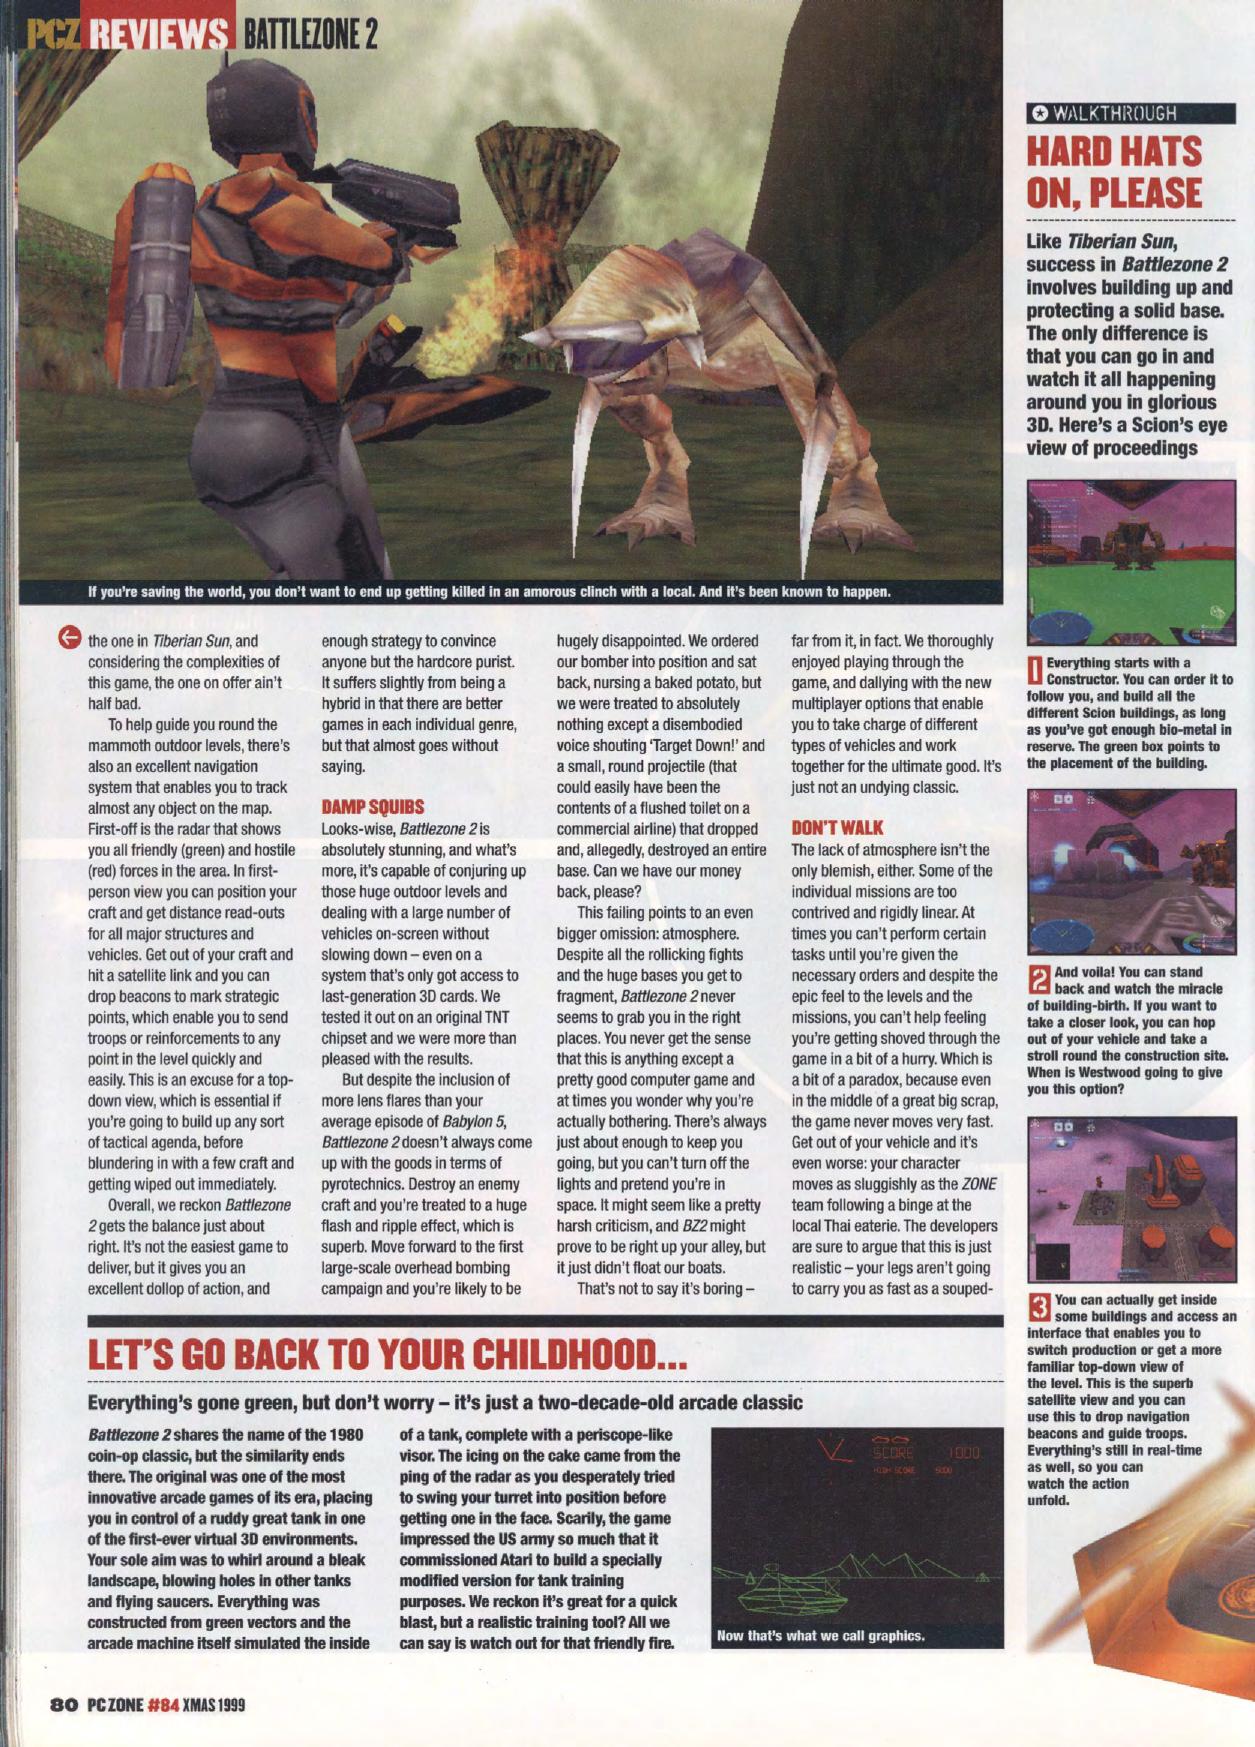 PCZ REVIEWS BATTLEZONE 2
If you're saving the world, you don't want to end up getting killed in an amorous clinch with a local. And it's been known to happen.
the one in Tiberian Sun, and
considering the complexities of
this game, the one on offer ain't
half bad.
To help guide you round the
mammoth outdoor levels, there's
also an excellent navigation
system that enables you to track
almost any object on the map.
First-off is the radar that shows
you all friendly (green) and hostile
(red) forces in the area. In first-
person view you can position your
craft and get distance read-outs
for all major structures and
vehicles. Get out of your craft and
hit a satellite link and you can
drop beacons to mark strategic
points, which enable you to send
troops or reinforcements to any
point in the level quickly and
easily. This is an excuse for a top-
down view, which is essential if
you're going to build up any sort
of tactical agenda, before
blundering in with a few craft and
getting wiped out immediately.
Overall, we reckon Battlezone
2 gets the balance just about
right. It's not the easiest game to
deliver, but it gives you an
excellent dollop of action, and
enough strategy to convince
anyone but the hardcore purist.
It suffers slightly from being a
hybrid in that there are better
games in each individual genre,
but that almost goes without
saying.
DAMP SQUIBS
Looks-wise, Battlezone 2 is
absolutely stunning, and what's
more, it's capable of conjuring up
those huge outdoor levels and
dealing with a large number of
vehicles on-screen without
slowing down – even on a
system that's only got access to
last-generation 3D cards. We
tested it out on an original TNT
chipset and we were more than
pleased with the results.
But despite the inclusion of
more lens flares than your
average episode of Babylon 5,
Battlezone 2 doesn't always come
up with the goods in terms of
pyrotechnics. Destroy an enemy
craft and you're treated to a huge
flash and ripple effect, which is
superb. Move forward to the first
large-scale overhead bombing
campaign and you're likely to be
hugely disappointed. We ordered
our bomber into position and sat
back, nursing a baked potato, but
we were treated to absolutely
nothing except a disembodied
voice shouting 'Target Down!' and
a small, round projectile (that
could easily have been the
contents of a flushed toilet on a
commercial airline) that dropped
and, allegedly, destroyed an entire
base. Can we have our money
back, please?
This failing points to an even
bigger omission: atmosphere.
Despite all the rollicking fights
and the huge bases you get to
fragment, Battlezone 2 never
seems to grab you in the right
places. You never get the sense
that this is anything except a
pretty good computer game and
at times you wonder why you're
actually bothering. There's always
just about enough to keep you
going, but you can't turn off the
lights and pretend you're in
space. It might seem like a pretty
harsh criticism, and BZ2 might
prove to be right up your alley, but
it just didn't float our boats.
That's not to say it's boring –
far from it, in fact. We thoroughly
enjoyed playing through the
game, and dallying with the new
multiplayer options that enable
you to take charge of different
types of vehicles and work
together for the ultimate good. It's
just not an undying classic.
DON'T WALK
The lack of atmosphere isn't the
only blemish, either. Some of the
individual missions are too
contrived and rigidly linear. At
times you can't perform certain
tasks until you're given the
necessary orders and despite the
epic feel to the levels and the
missions, you can't help feeling
you're getting shoved through the
game in a bit of a hurry. Which is
a bit of a paradox, because even
in the middle of a great big scrap,
the game never moves very fast.
Get out of your vehicle and it's
even worse: your character
moves as sluggishly as the ZONE
team following a binge at the
local Thai eaterie. The developers
are sure to argue that this is just
realistic – your legs aren't going
to carry you as fast as a souped-
WALKTHROUGH
HARD HATS
ON, PLEASE
Like Tiberian Sun,
success in Battlezone 2
involves building up and
protecting a solid base.
The only difference is
that you can go in and
watch it all happening
around you in glorious
3D. Here's a Scion's eye
view of proceedings
1 Everything starts with a
Constructor. You can order it to
follow you, and build all the
different Scion buildings, as long
as you've got enough bio-metal in
reserve. The green box points to
the placement of the building.
2 And voila! You can stand
back and watch the miracle
of building-birth. If you want to
take a closer look, you can hop
out of your vehicle and take a
stroll round the construction site.
When is Westwood going to give
you this option?
3 You can actually get inside
some buildings and access an
interface that enables you to
switch production or get a more
familiar top-down view of
the level. This is the superb
satellite view and you can
use this to drop navigation
beacons and guide troops.
Everything's still in real-time
as well, so you can
watch the action
unfold.
LET'S GO BACK TO YOUR CHILDHOOD...
Everything's gone green, but don't worry – it's just a two-decade-old arcade classic
Battlezone 2 shares the name of the 1980
coin-op classic, but the similarity ends
there. The original was one of the most
innovative arcade games of its era, placing
you in control of a ruddy great tank in one
of the first-ever virtual 3D environments.
Your sole aim was to whirl around a bleak
landscape, blowing holes in other tanks
and flying saucers. Everything was
constructed from green vectors and the
arcade machine itself simulated the inside
of a tank, complete with a periscope-like
visor. The icing on the cake came from the
ping of the radar as you desperately tried
to swing your turret into position before
getting one in the face. Scarily, the game
impressed the US army so much that it
commissioned Atari to build a specially
modified version for tank training
purposes. We reckon it's great for a quick
blast, but a realistic training tool? All we
can say is watch out for that friendly fire.
SCORE 1000
HIGH SCORE 5000
Now that's what we call graphics.
80 PC ZONE #84 XMAS 1999